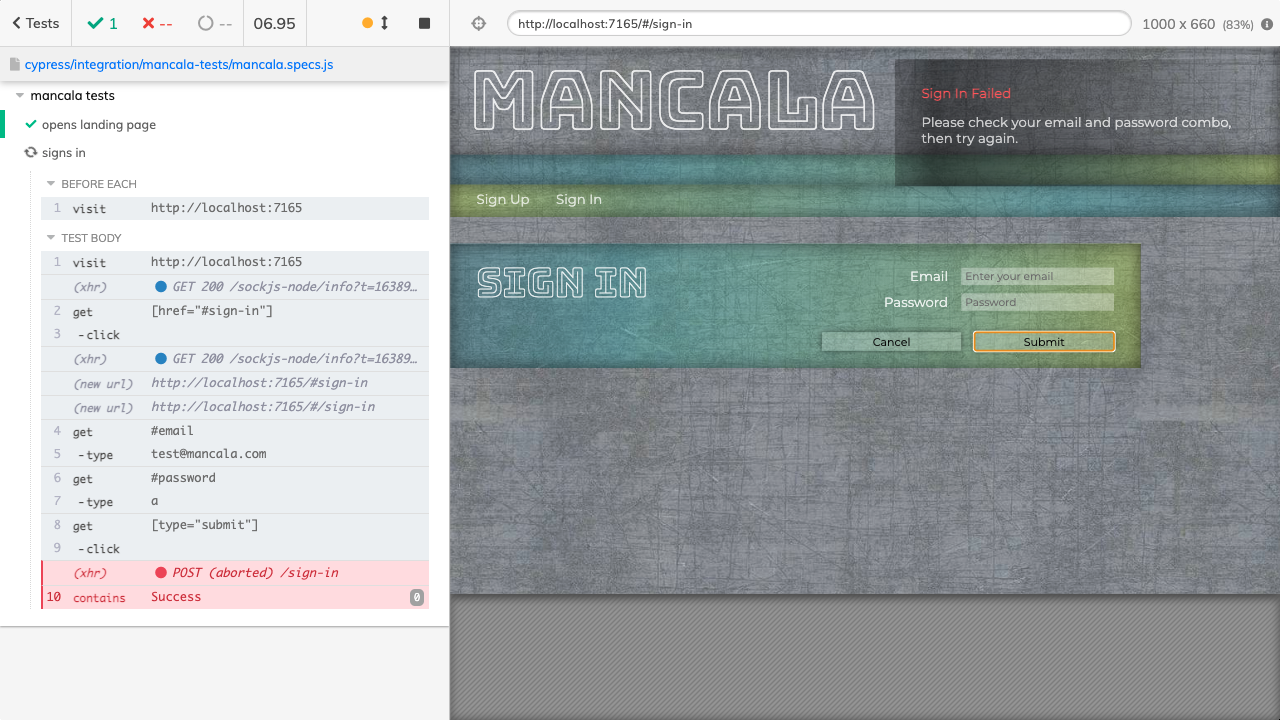 Tests
1
--
--
06.95
http://localhost:7165/#/sign-in
1000 x 660 (83%)
cypress/integration/mancala-tests/mancala.specs.js
mancala tests
opens landing page
signs in
BEFORE EACH
1 visit http://localhost:7165
TEST BODY
1 visit http://localhost:7165
(xhr) GET 200 /sockjs-node/info?t=16389…
2 get [href="#sign-in"]
3 -click
(xhr) GET 200 /sockjs-node/info?t=16389…
(new url) http://localhost:7165/#sign-in
(new url) http://localhost:7165/#/sign-in
4 get #email
5 -type test@mancala.com
6 get #password
7 -type a
8 get [type="submit"]
9 -click
(xhr) POST (aborted) /sign-in
10 contains Success 0
MANCALA
Sign In Failed
Please check your email and password combo,
then try again.
Sign Up Sign In
SIGN IN
Email Enter your email
Password Password
Cancel Submit